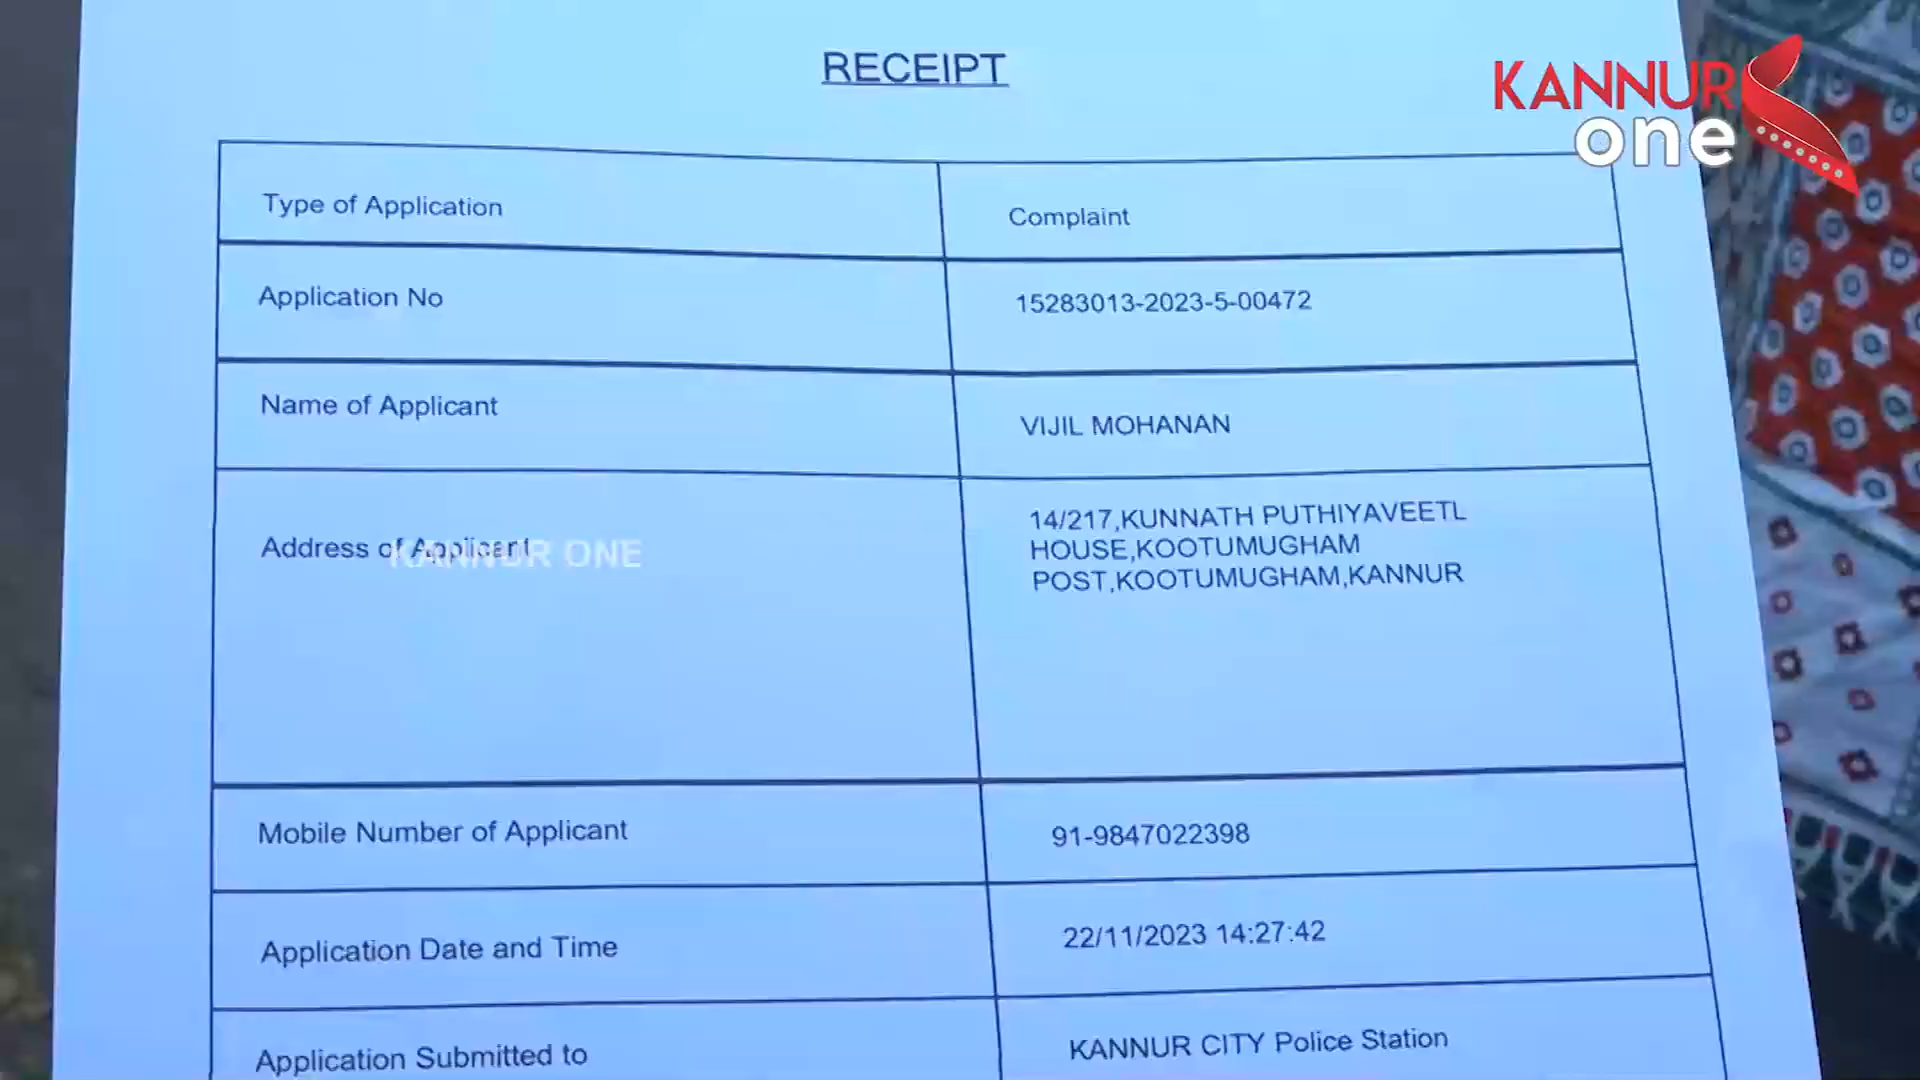 RECEIPT
KANNUR
one
Type of Application
Complaint
Application No
15283013-2023-5-00472
Name of Applicant
VIJIL MOHANAN
Address of Applicant
KANNUR ONE
14/217,KUNNATH PUTHIYAVEETL
HOUSE,KOOTUMUGHAM
POST,KOOTUMUGHAM,KANNUR
Mobile Number of Applicant
91-9847022398
Application Date and Time
22/11/2023 14:27:42
Application Submitted to
KANNUR CITY Police Station